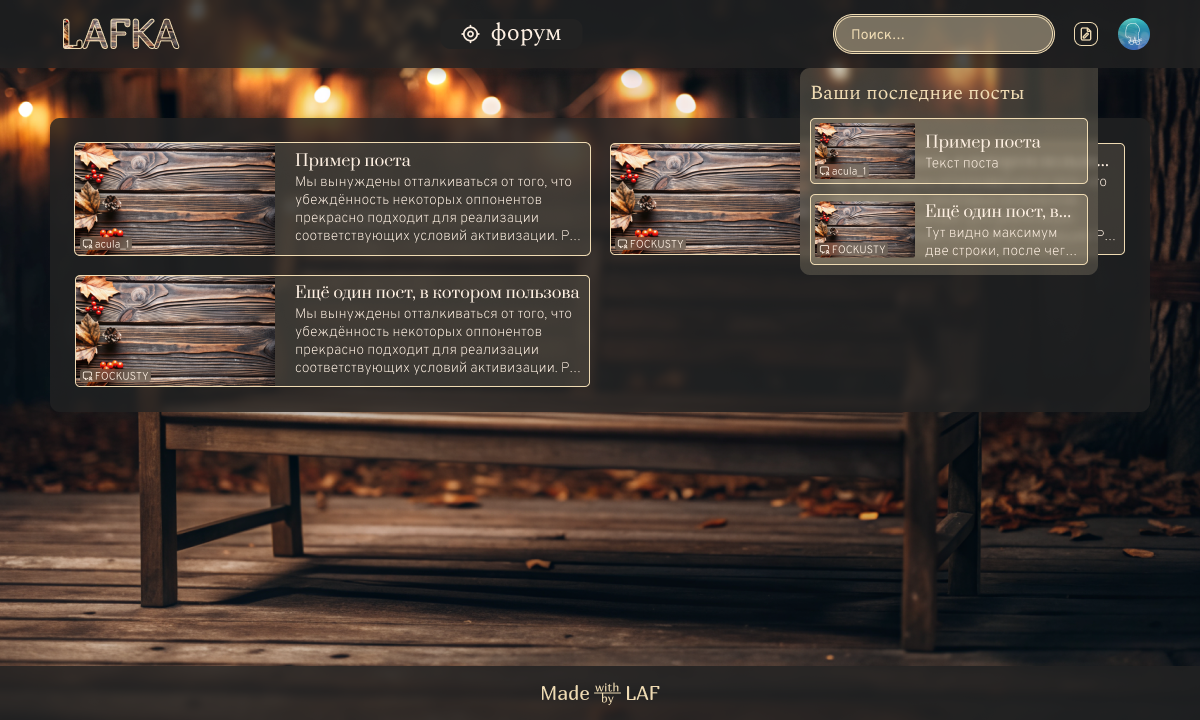 LAFKA
форум
Поиск...
Ваши последние посты
Пример поста
Текст поста
acula_1
Ещё один пост, в...
Тут видно максимум
две строки, после чег...
FOCKUSTY
Пример поста
Мы вынуждены отталкиваться от того, что
убеждённость некоторых оппонентов
прекрасно подходит для реализации
соответствующих условий активизации. Р...
acula_1
FOCKUSTY
Р...
Ещё один пост, в котором пользова
Мы вынуждены отталкиваться от того, что
убеждённость некоторых оппонентов
прекрасно подходит для реализации
соответствующих условий активизации. Р...
FOCKUSTY
Made with by LAF